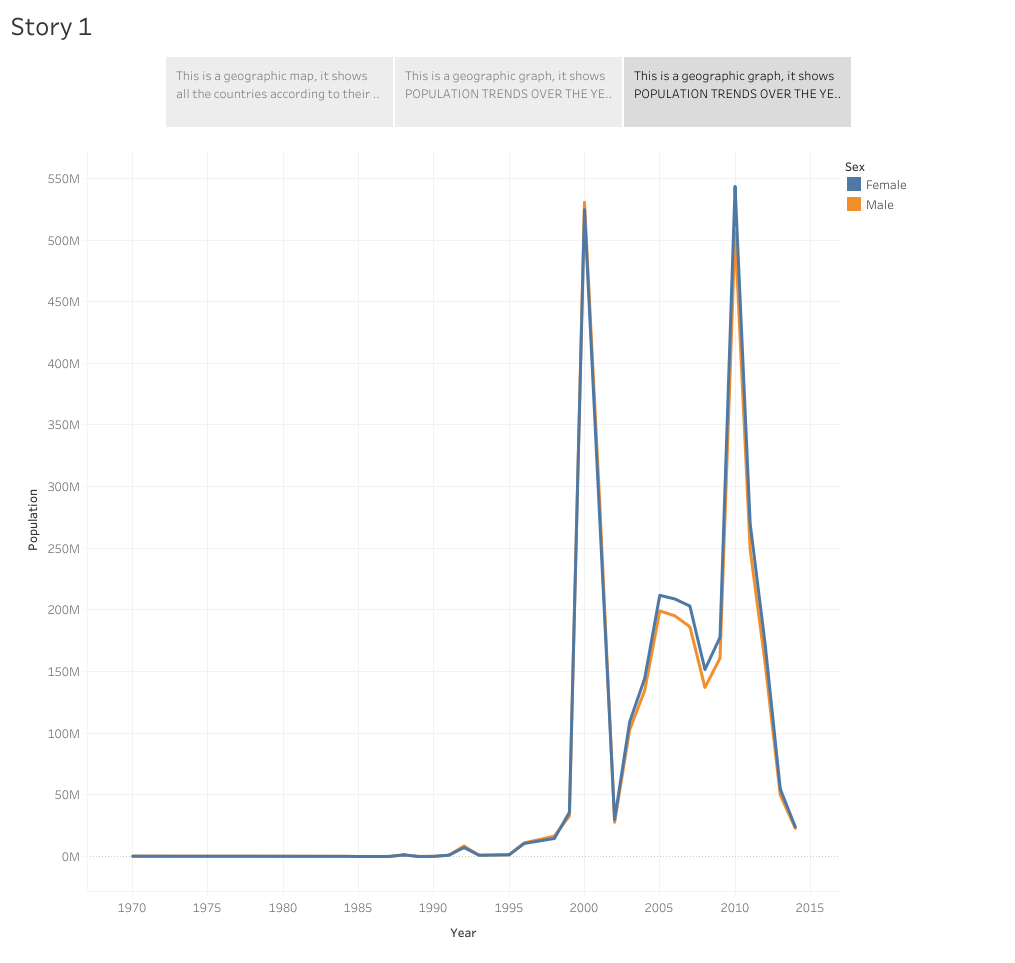 Story 1
This is a geographic map, it shows
all the countries according to their ..
This is a geographic graph, it shows
POPULATION TRENDS OVER THE YE..
This is a geographic graph, it shows
POPULATION TRENDS OVER THE YE..
Sex
Female
Male
550M
500M
450M
400M
350M
300M
250M
200M
150M
100M
50M
0M
Population
1970
1975
1980
1985
1990
1995
2000
2005
2010
2015
Year